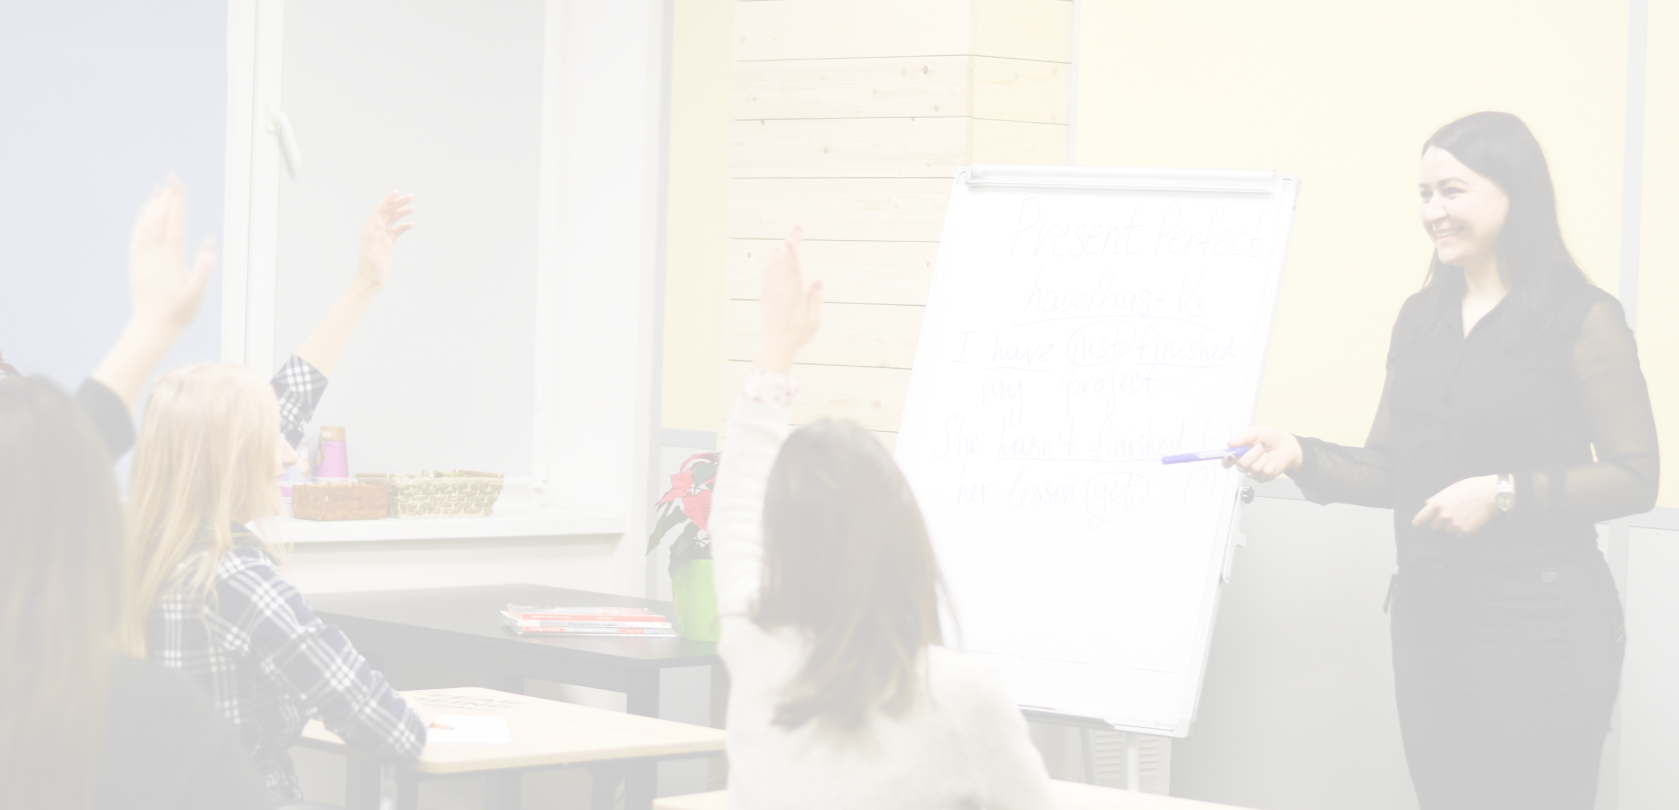 Present Perfect
have/has + V3
I have just finished
my project.
She hasn't finished (-)
her lesson yet. (?)